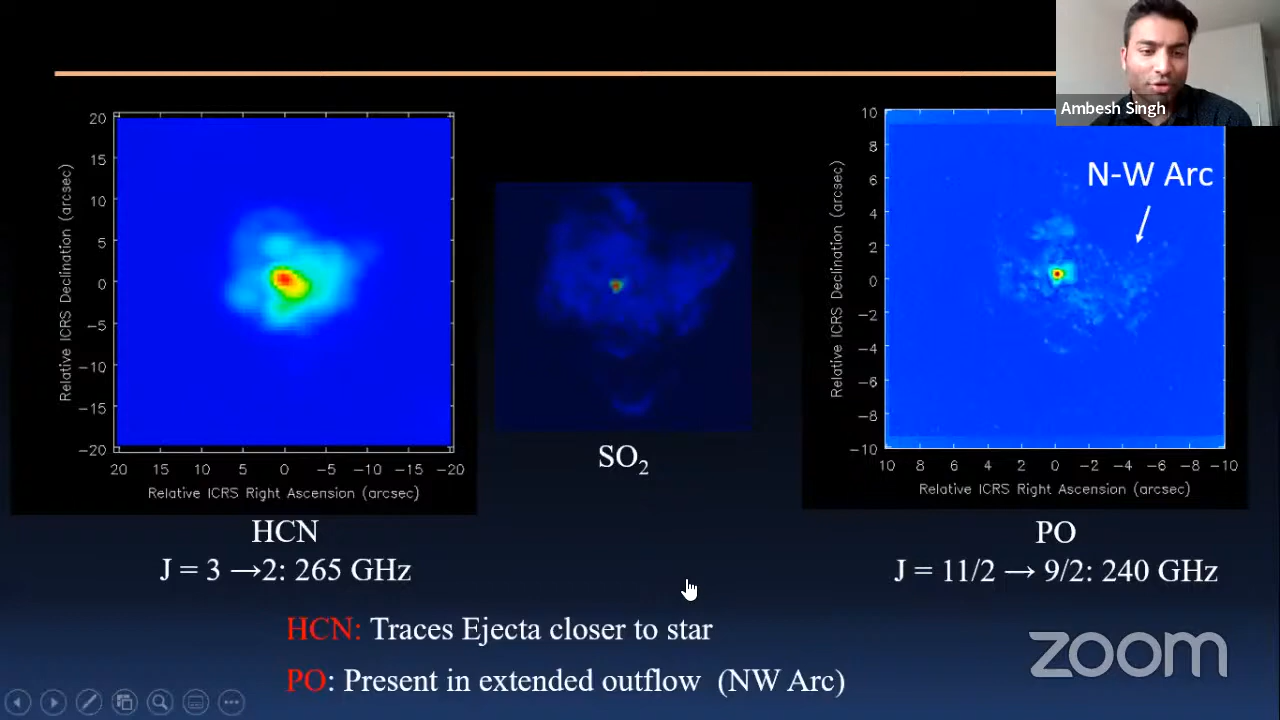 Ambesh Singh
20
15
10
5
0
−5
−10
−15
−20
Relative ICRS Declination (arcsec)
20 15 10 5 0 −5 −10 −15 −20
Relative ICRS Right Ascension (arcsec)
HCN
J = 3 →2: 265 GHz
SO₂
10
8
6
4
2
0
−2
−4
−6
−8
−10
Relative ICRS Declination (arcsec)
N-W Arc
10 8 6 4 2 0 −2 −4 −6 −8 −10
Relative ICRS Right Ascension (arcsec)
PO
J = 11/2 → 9/2: 240 GHz
HCN: Traces Ejecta closer to star
PO: Present in extended outflow (NW Arc)
zoom